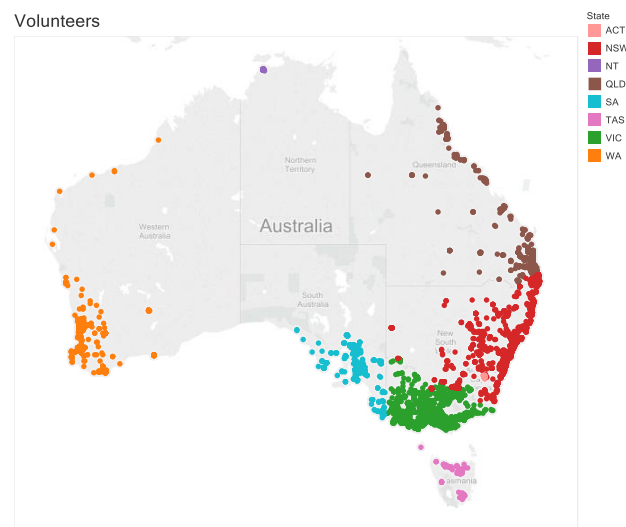 Volunteers
State
ACT
NSW
NT
QLD
SA
TAS
VIC
WA
Northern
Territory
Queensland
Western
Australia
Australia
South
Australia
New
South
asmania